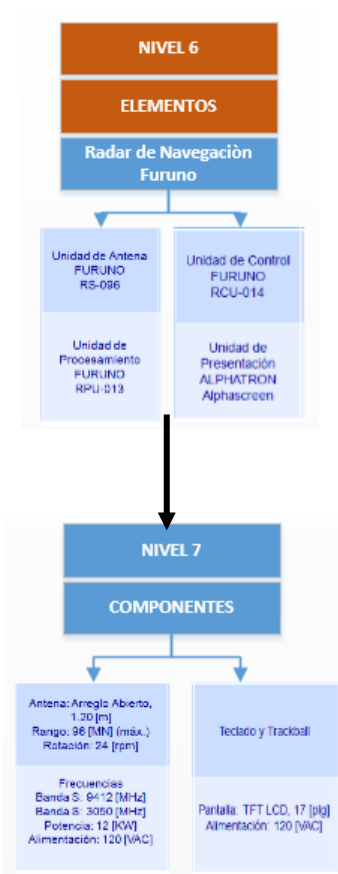 NIVEL 6
ELEMENTOS
Radar de Navegaciòn
Furuno
Unidad de Antena
FURUNO
RS-096
Unidad de
Procesamiento
FURUNO
RPU-013
Unidad de Control
FURUNO
RCU-014
Unidad de
Presentación
ALPHATRON
Alphascreen
NIVEL 7
COMPONENTES
Antena: Arreglo Abierto,
1.20 [m]
Rango: 96 [MN] (máx.)
Rotación: 24 [rpm]
Frecuencias
Banda S: 9412 [MHz]
Banda S: 3050 [MHz]
Potencia: 12 [KW]
Alimentación: 120 [VAC]
Teclado y Trackball
Pantalla: TFT LCD, 17 [plg]
Alimentación: 120 [VAC]